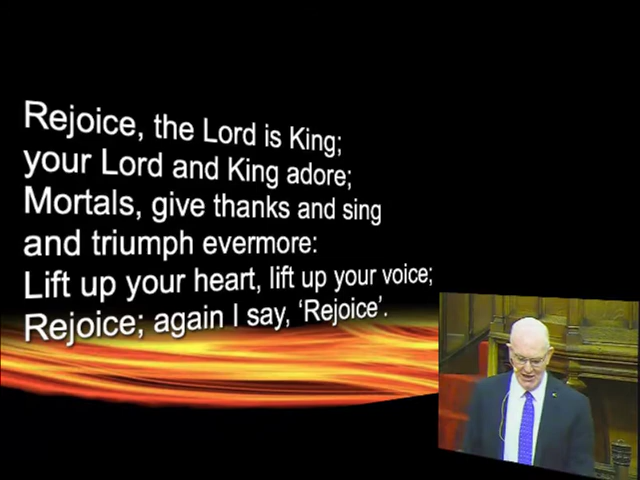 Rejoice, the Lord is King;
your Lord and King adore;
Mortals, give thanks and sing
and triumph evermore:
Lift up your heart, lift up your voice;
Rejoice; again I say, ‘Rejoice’.